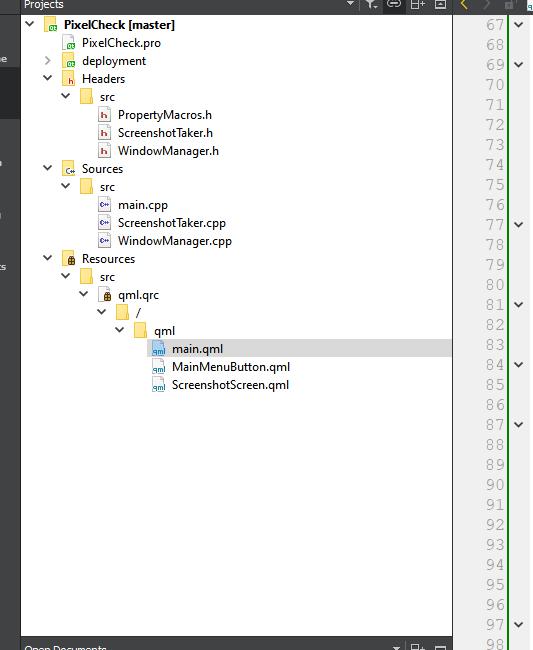 Projects
PixelCheck [master]
PixelCheck.pro
deployment
Headers
src
PropertyMacros.h
ScreenshotTaker.h
WindowManager.h
Sources
src
main.cpp
ScreenshotTaker.cpp
WindowManager.cpp
Resources
src
qml.qrc
/
qml
main.qml
MainMenuButton.qml
ScreenshotScreen.qml
Open Documents
67
68
69
70
71
72
73
74
75
76
77
78
79
80
81
82
83
84
85
86
87
88
89
90
91
92
93
94
95
96
97
98